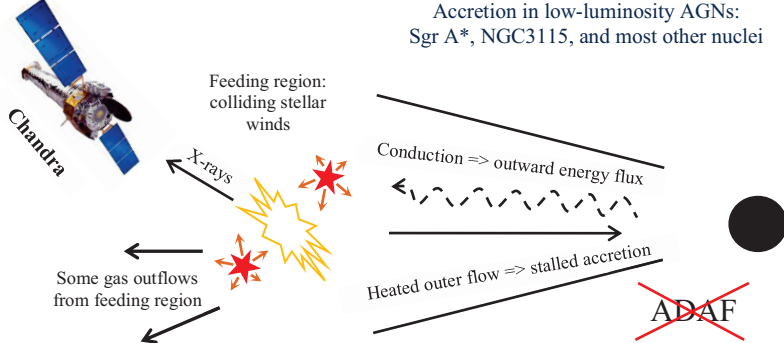 Accretion in low-luminosity AGNs:
Sgr A*, NGC3115, and most other nuclei
Feeding region:
colliding stellar
winds
Chandra
X-rays
Conduction => outward energy flux
Some gas outflows
from feeding region
Heated outer flow => stalled accretion
ADAF